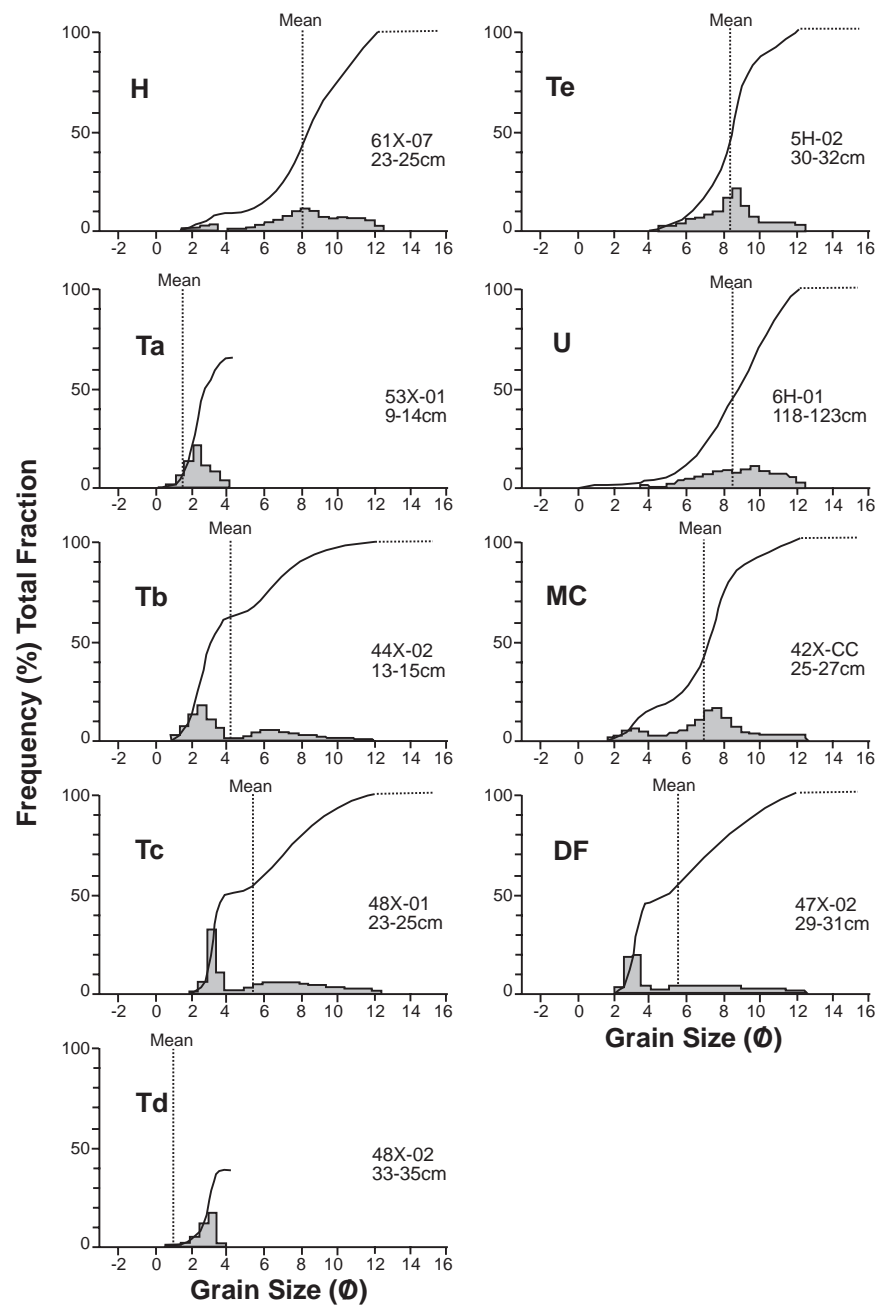 Mean
100
H
50
61X-07
23-25cm
0
-2 0 2 4 6 8 10 12 14 16
Mean
100
Te
50
5H-02
30-32cm
0
-2 0 2 4 6 8 10 12 14 16
Mean
100
Ta
50
53X-01
9-14cm
0
-2 0 2 4 6 8 10 12 14 16
Mean
100
U
50
6H-01
118-123cm
0
-2 0 2 4 6 8 10 12 14 16
Frequency (%) Total Fraction
Mean
100
Tb
50
44X-02
13-15cm
0
-2 0 2 4 6 8 10 12 14 16
Mean
100
MC
50
42X-CC
25-27cm
0
-2 0 2 4 6 8 10 12 14 16
Mean
100
Tc
50
48X-01
23-25cm
0
-2 0 2 4 6 8 10 12 14 16
Mean
100
DF
50
47X-02
29-31cm
0
-2 0 2 4 6 8 10 12 14 16
Grain Size (Ø)
Mean
100
Td
50
48X-02
33-35cm
0
-2 0 2 4 6 8 10 12 14 16
Grain Size (Ø)